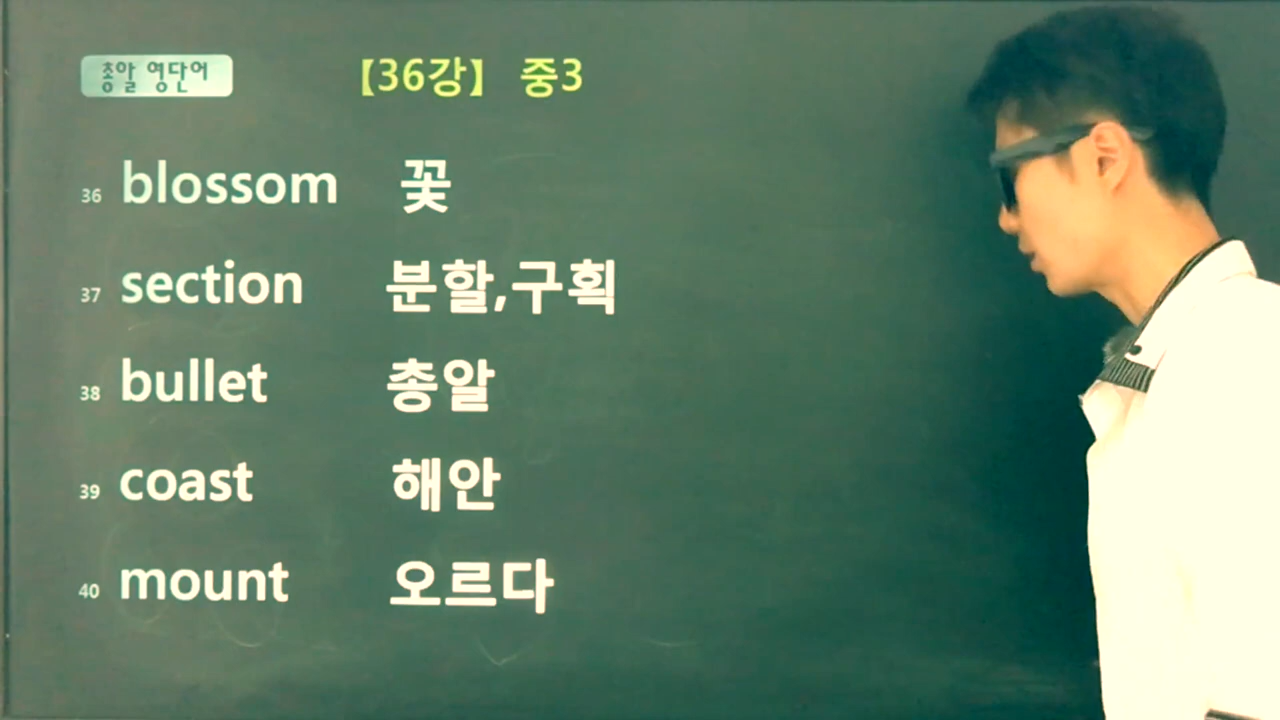 총알 영단어 【36강】 중3
36 blossom 꽃
37 section 분할,구획
38 bullet 총알
39 coast 해안
40 mount 오르다